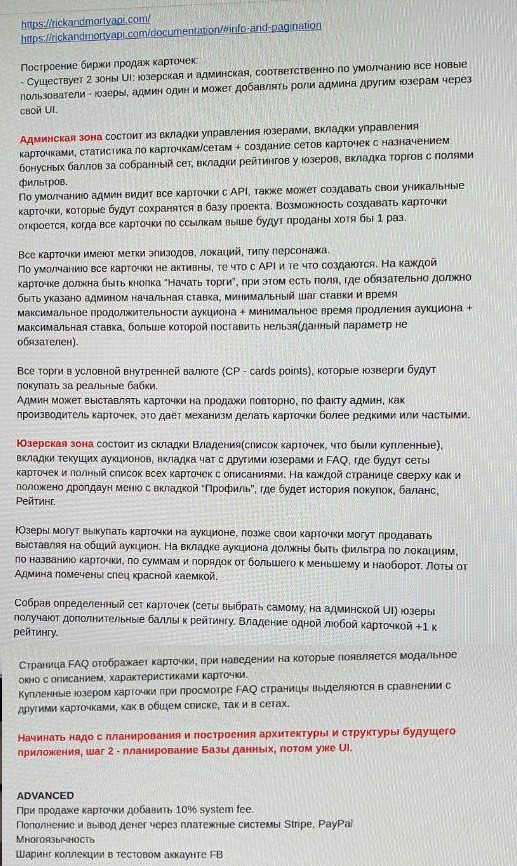 https://rickandmortyapi.com/
https://rickandmortyapi.com/documentation/#info-and-pagination
Построение биржи продаж карточек:
- Существует 2 зоны UI: юзерская и админская, соответственно по умолчанию все новые
пользователи - юзеры, админ один и может добавлять роли админа другим юзерам через
свой UI.
Админская зона состоит из вкладки управления юзерами, вкладки управления
карточками, статистика по карточкам/сетам + создание сетов карточек с назначением
бонусных баллов за собранный сет, вкладки рейтингов у юзеров, вкладка торгов с полями
фильтров.
По умолчанию админ видит все карточки с API, также может создавать свои уникальные
карточки, которые будут сохранятся в базу проекта. Возможность создавать карточки
откроется, когда все карточки по ссылкам выше будут проданы хотя бы 1 раз.
Все карточки имеют метки эпизодов, локаций, типу персонажа.
По умолчанию все карточки не активны, те что с API и те что создаются. На каждой
карточке должна быть кнопка “Начать торги”, при этом есть поля, где обязательно должно
быть указано админом начальная ставка, минимальный шаг ставки и время
максимальное продолжительности аукциона + минимальное время продления аукциона +
максимальная ставка, больше которой поставить нельзя(данный параметр не
обязателен).
Все торги в условной внутренней валюте (CP - cards points), которые юзверги будут
покупать за реальные бабки.
Админ может выставлять карточки на продажи повторно, по факту админ, как
производитель карточек, это даёт механизм делать карточки более редкими или частыми.
Юзерская зона состоит из складки Владения(список карточек, что были купленные),
вкладки текущих аукционов, вкладка чат с другими юзерами и FAQ, где будут сеты
карточек и полный список всех карточек с описаниями. На каждой странице сверху как и
положено дропдаун меню с вкладкой “Профиль”, где будет история покупок, баланс,
Рейтинг.
Юзеры могут выкупать карточки на аукционе, позже свои карточки могут продавать
выставляя на общий аукцион. На вкладке аукциона должны быть фильтра по локациям,
по названию карточки, по суммам и порядок от большего к меньшему и наоборот. Лоты от
Админа помечены спец красной каемкой.
Собрав определенный сет карточек (сеты выбрать самому, на админской UI) юзеры
получают дополнительные баллы к рейтингу. Владение одной любой карточкой +1 к
рейтингу.
Страница FAQ отображает карточки, при наведении на которые появляется модальное
окно с описанием, характеристиками карточки.
Купленные юзером карточки при просмотре FAQ страницы выделяются в сравнении с
другими карточками, как в общем списке, так и в сетах.
Начинать надо с планирования и построения архитектуры и структуры будущего
приложения, шаг 2 - планирование Базы данных, потом уже UI.
ADVANCED
При продаже карточки добавить 10% system fee.
Пополнение и вывод денег через платежные системы Stripe, PayPal
Многоязычность
Шаринг коллекции в тестовом аккаунте FB